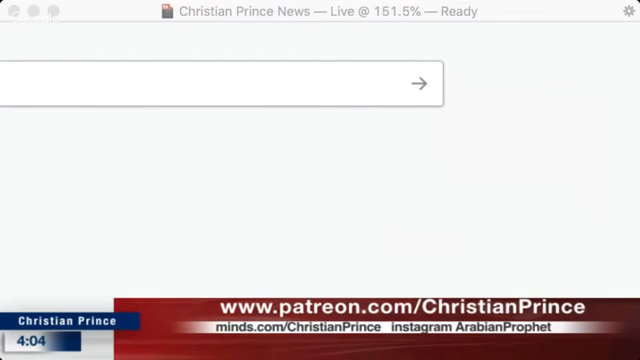 Christian Prince News — Live @ 151.5% — Ready
www.patreon.com/ChristianPrince
Christian Prince
minds.com/ChristianPrince instagram ArabianProphet
4:04